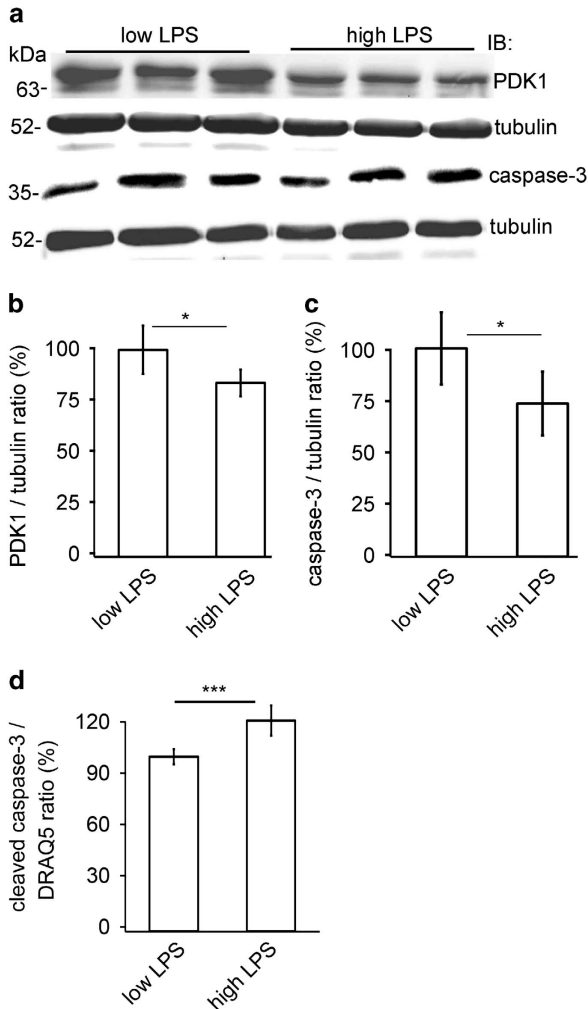 a
low LPS
high LPS
IB:
kDa
63-
PDK1
52-
tubulin
35-
caspase-3
52-
tubulin
b
*
PDK1 / tubulin ratio (%)
100
75
50
25
0
low LPS
high LPS
c
*
caspase-3 / tubulin ratio (%)
100
75
50
25
0
low LPS
high LPS
d
***
cleaved caspase-3 /
DRAQ5 ratio (%)
120
90
60
30
0
low LPS
high LPS